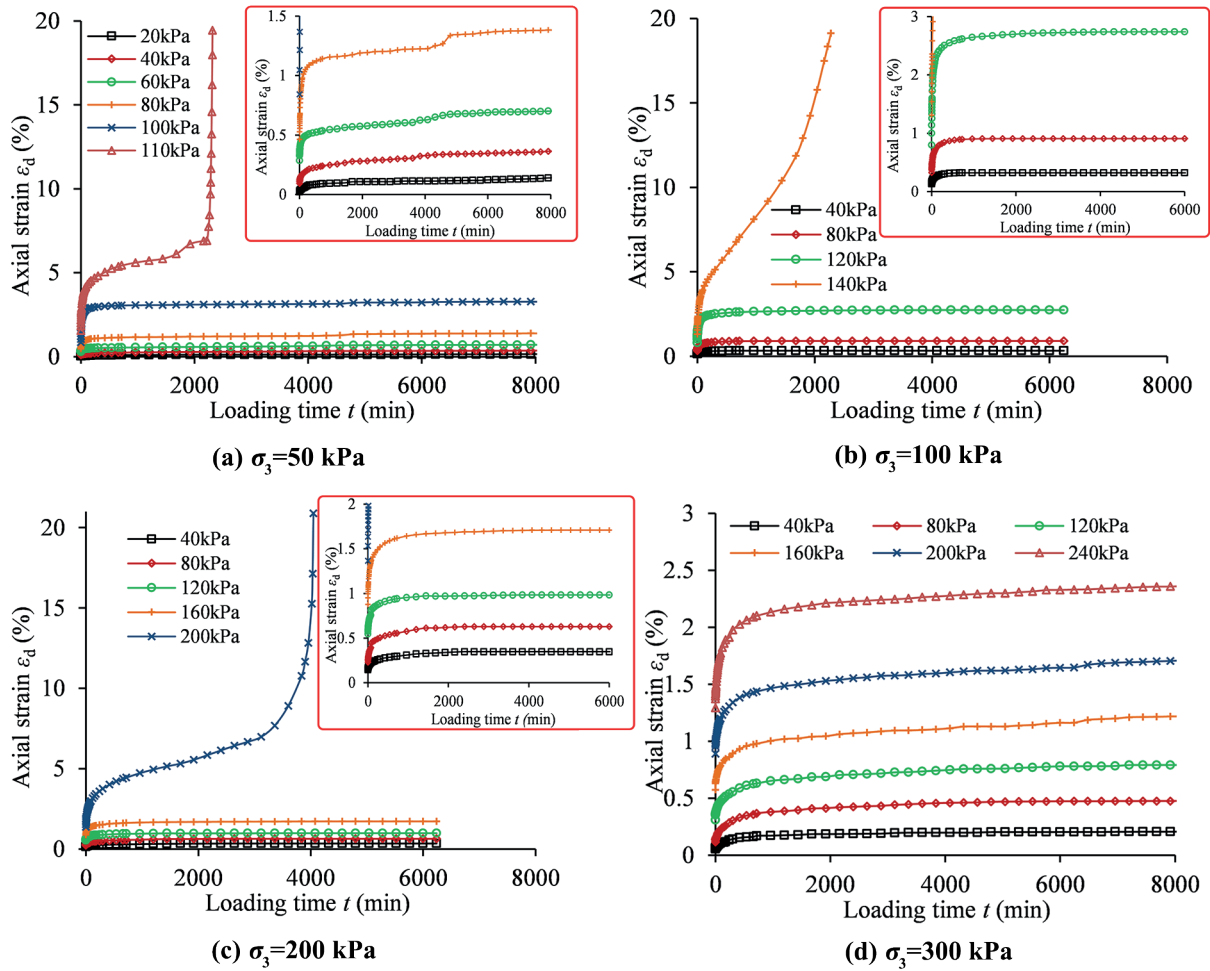 20
15
10
5
0
Axial strain εd (%)
20kPa
40kPa
60kPa
80kPa
100kPa
110kPa
0 2000 4000 6000 8000
Loading time t (min)
1.5
1
0.5
0
Axial strain εd (%)
0 2000 4000 6000 8000
Loading time t (min)
(a) σ3=50 kPa
20
15
10
5
0
Axial strain εd (%)
40kPa
80kPa
120kPa
140kPa
0 2000 4000 6000 8000
Loading time t (min)
3
2
1
0
Axial strain εd (%)
0 2000 4000 6000
Loading time t (min)
(b) σ3=100 kPa
20
15
10
5
0
Axial strain εd (%)
40kPa
80kPa
120kPa
160kPa
200kPa
0 2000 4000 6000 8000
Loading time t (min)
2
1.5
1
0.5
0
Axial strain εd (%)
0 2000 4000 6000
Loading time t (min)
(c) σ3=200 kPa
3
2.5
2
1.5
1
0.5
0
Axial strain εd (%)
40kPa 80kPa 120kPa
160kPa 200kPa 240kPa
0 2000 4000 6000 8000
Loading time t (min)
(d) σ3=300 kPa